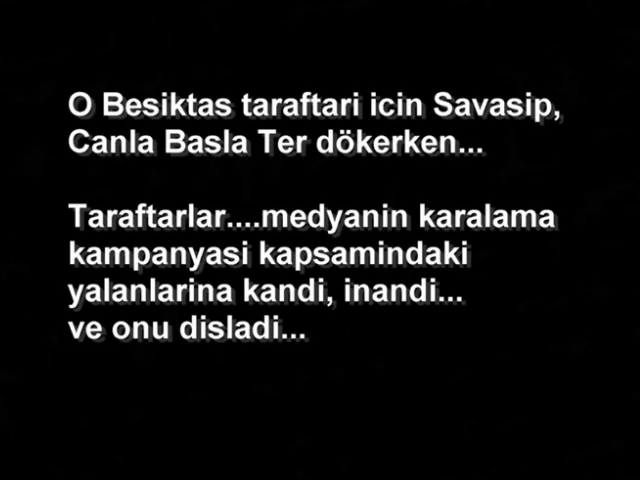 O Besiktas taraftari icin Savasip,
Canla Basla Ter dökerken...
Taraftarlar....medyanin karalama
kampanyasi kapsamindaki
yalanlarina kandi, inandi...
ve onu disladi...